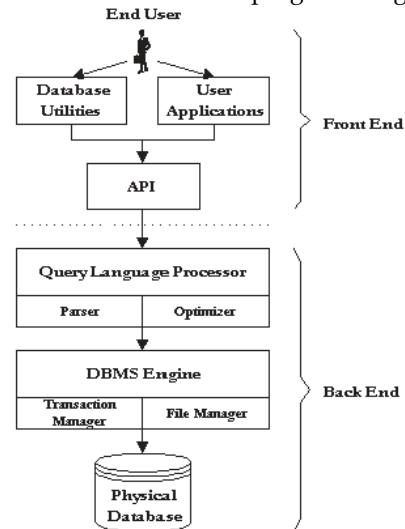 End User
Database
Utilities
User
Applications
Front End
API
Query Language Processor
Parser
Optimizer
DBMS Engine
Back End
Transaction
Manager
File Manager
Physical
Database